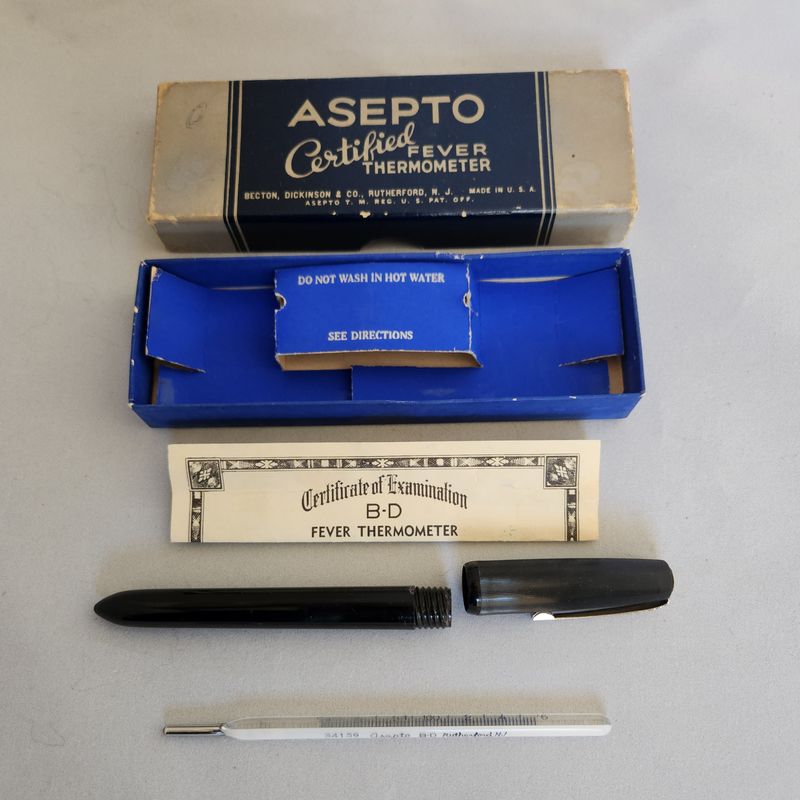 ASEPTO
Certified FEVER
THERMOMETER
BECTON, DICKINSON & CO., RUTHERFORD, N. J. MADE IN U. S. A.
ASEPTO T. M. REG. U. S. PAT. OFF.
DO NOT WASH IN HOT WATER
SEE DIRECTIONS
Certificate of Examination
B-D
FEVER THERMOMETER
34159 Asepto B-D Rutherford N.J.